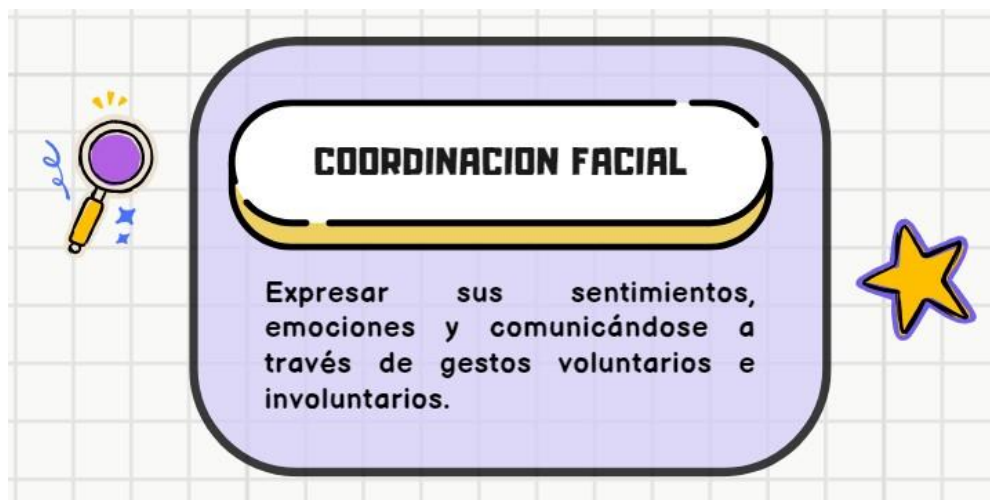 COORDINACION FACIAL
Expresar sus sentimientos,
emociones y comunicándose a
través de gestos voluntarios e
involuntarios.